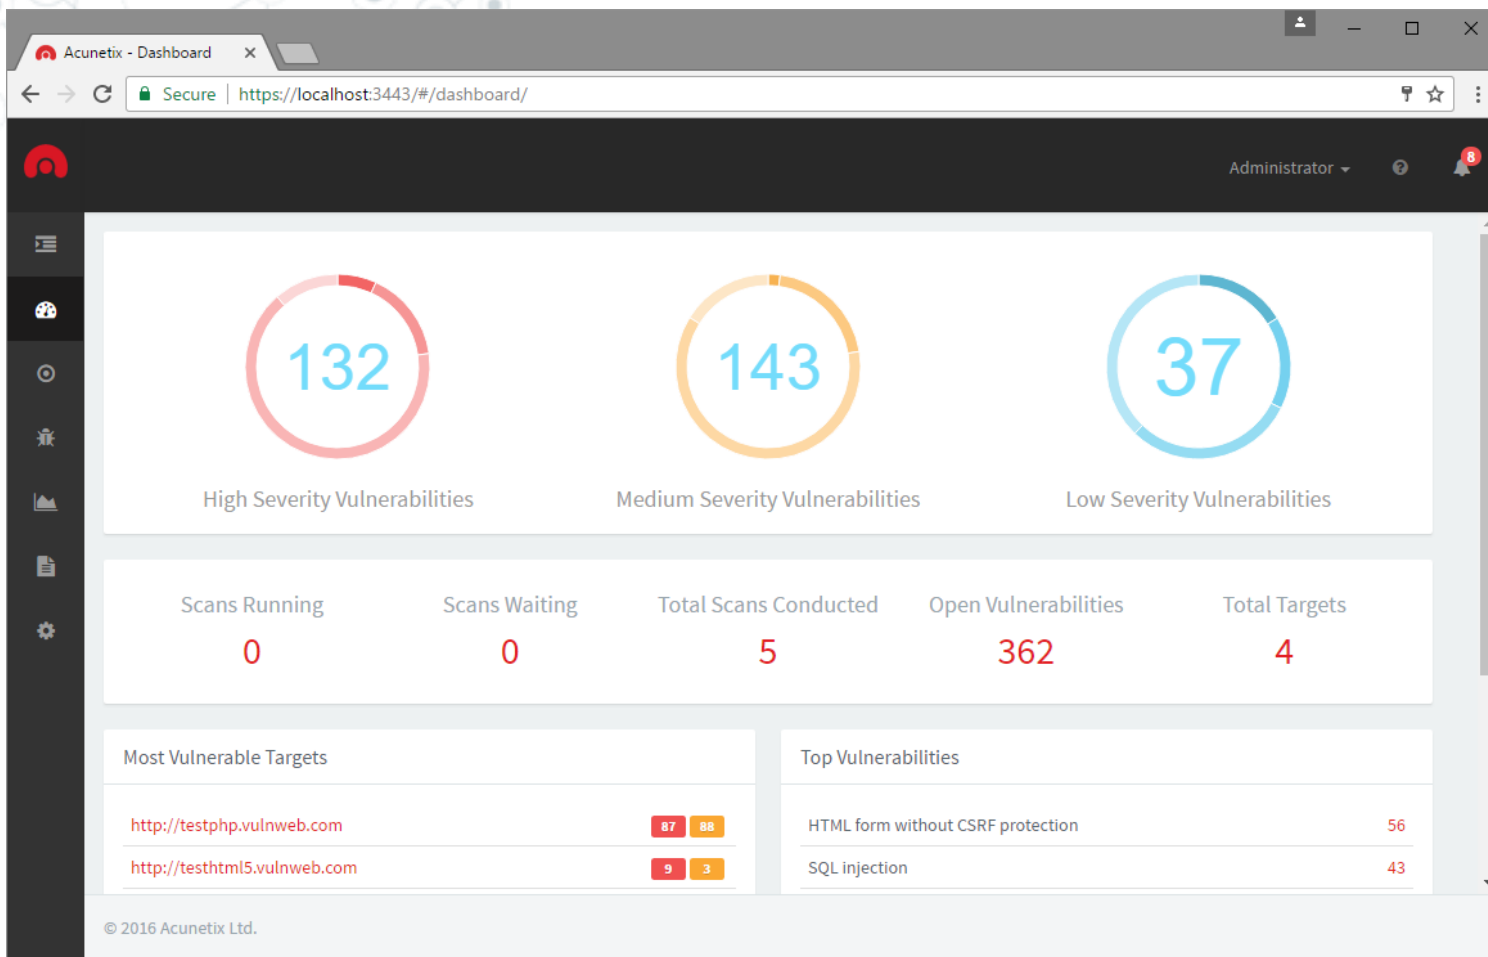 Acunetix - Dashboard
Secure https://localhost:3443/#/dashboard/
Administrator
8
132
143
37
High Severity Vulnerabilities
Medium Severity Vulnerabilities
Low Severity Vulnerabilities
Scans Running
Scans Waiting
Total Scans Conducted
Open Vulnerabilities
Total Targets
0
0
5
362
4
Most Vulnerable Targets
http://testphp.vulnweb.com 87 88
http://testhtml5.vulnweb.com 9 3
Top Vulnerabilities
HTML form without CSRF protection 56
SQL injection 43
© 2016 Acunetix Ltd.